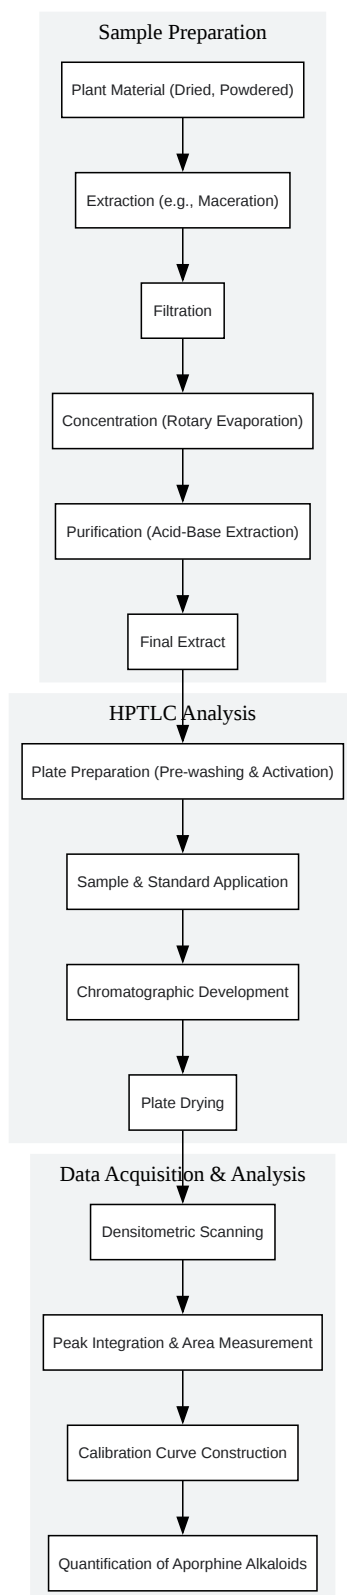 Sample Preparation
Plant Material (Dried, Powdered)
Extraction (e.g., Maceration)
Filtration
Concentration (Rotary Evaporation)
Purification (Acid-Base Extraction)
Final Extract
HPTLC Analysis
Plate Preparation (Pre-washing & Activation)
Sample & Standard Application
Chromatographic Development
Plate Drying
Data Acquisition & Analysis
Densitometric Scanning
Peak Integration & Area Measurement
Calibration Curve Construction
Quantification of Aporphine Alkaloids